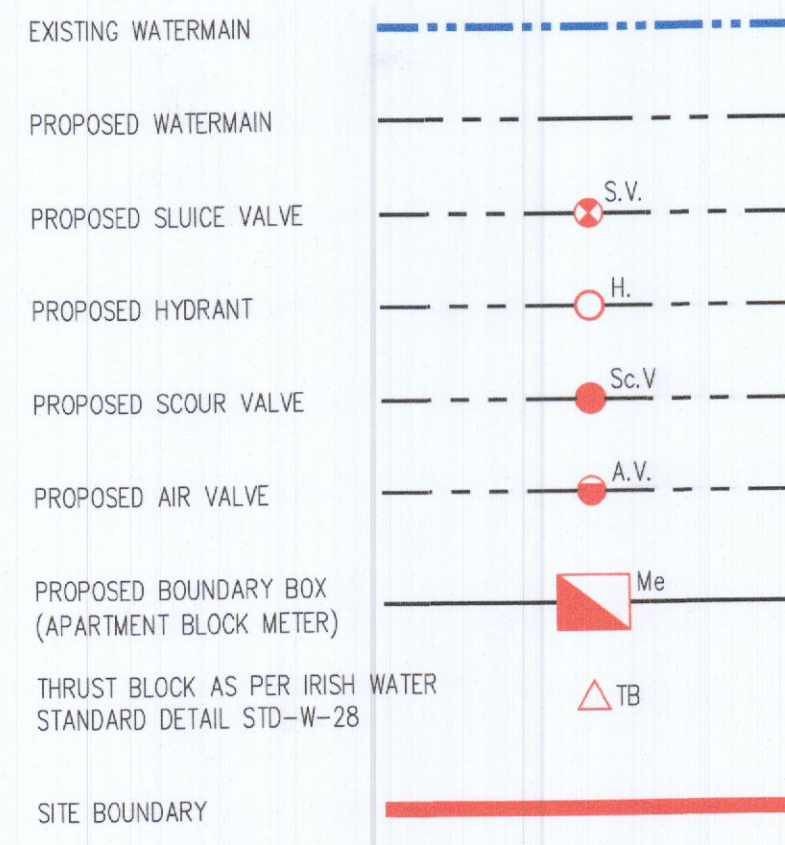 EXISTING WATERMAIN
PROPOSED WATERMAIN
PROPOSED SLUICE VALVE
S.V.
PROPOSED HYDRANT
H.
PROPOSED SCOUR VALVE
Sc.V
PROPOSED AIR VALVE
A.V.
PROPOSED BOUNDARY BOX
(APARTMENT BLOCK METER)
Me
THRUST BLOCK AS PER IRISH WATER
STANDARD DETAIL STD-W-28
TB
SITE BOUNDARY